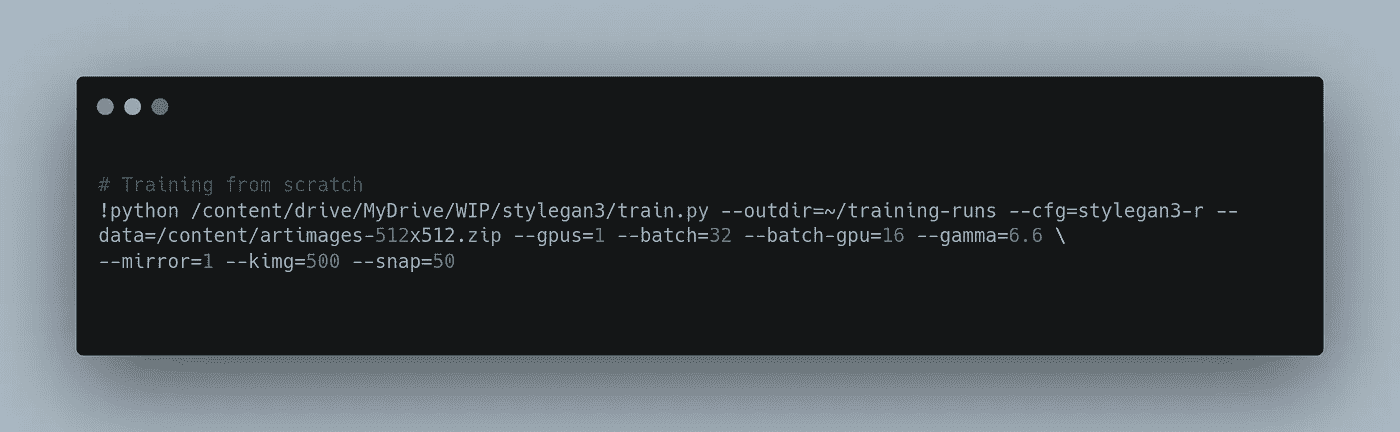 # Training from scratch
!python /content/drive/MyDrive/WIP/stylegan3/train.py --outdir=~/training-runs --cfg=stylegan3-r --
data=/content/artimages-512x512.zip --gpus=1 --batch=32 --batch-gpu=16 --gamma=6.6 \
--mirror=1 --kimg=500 --snap=50